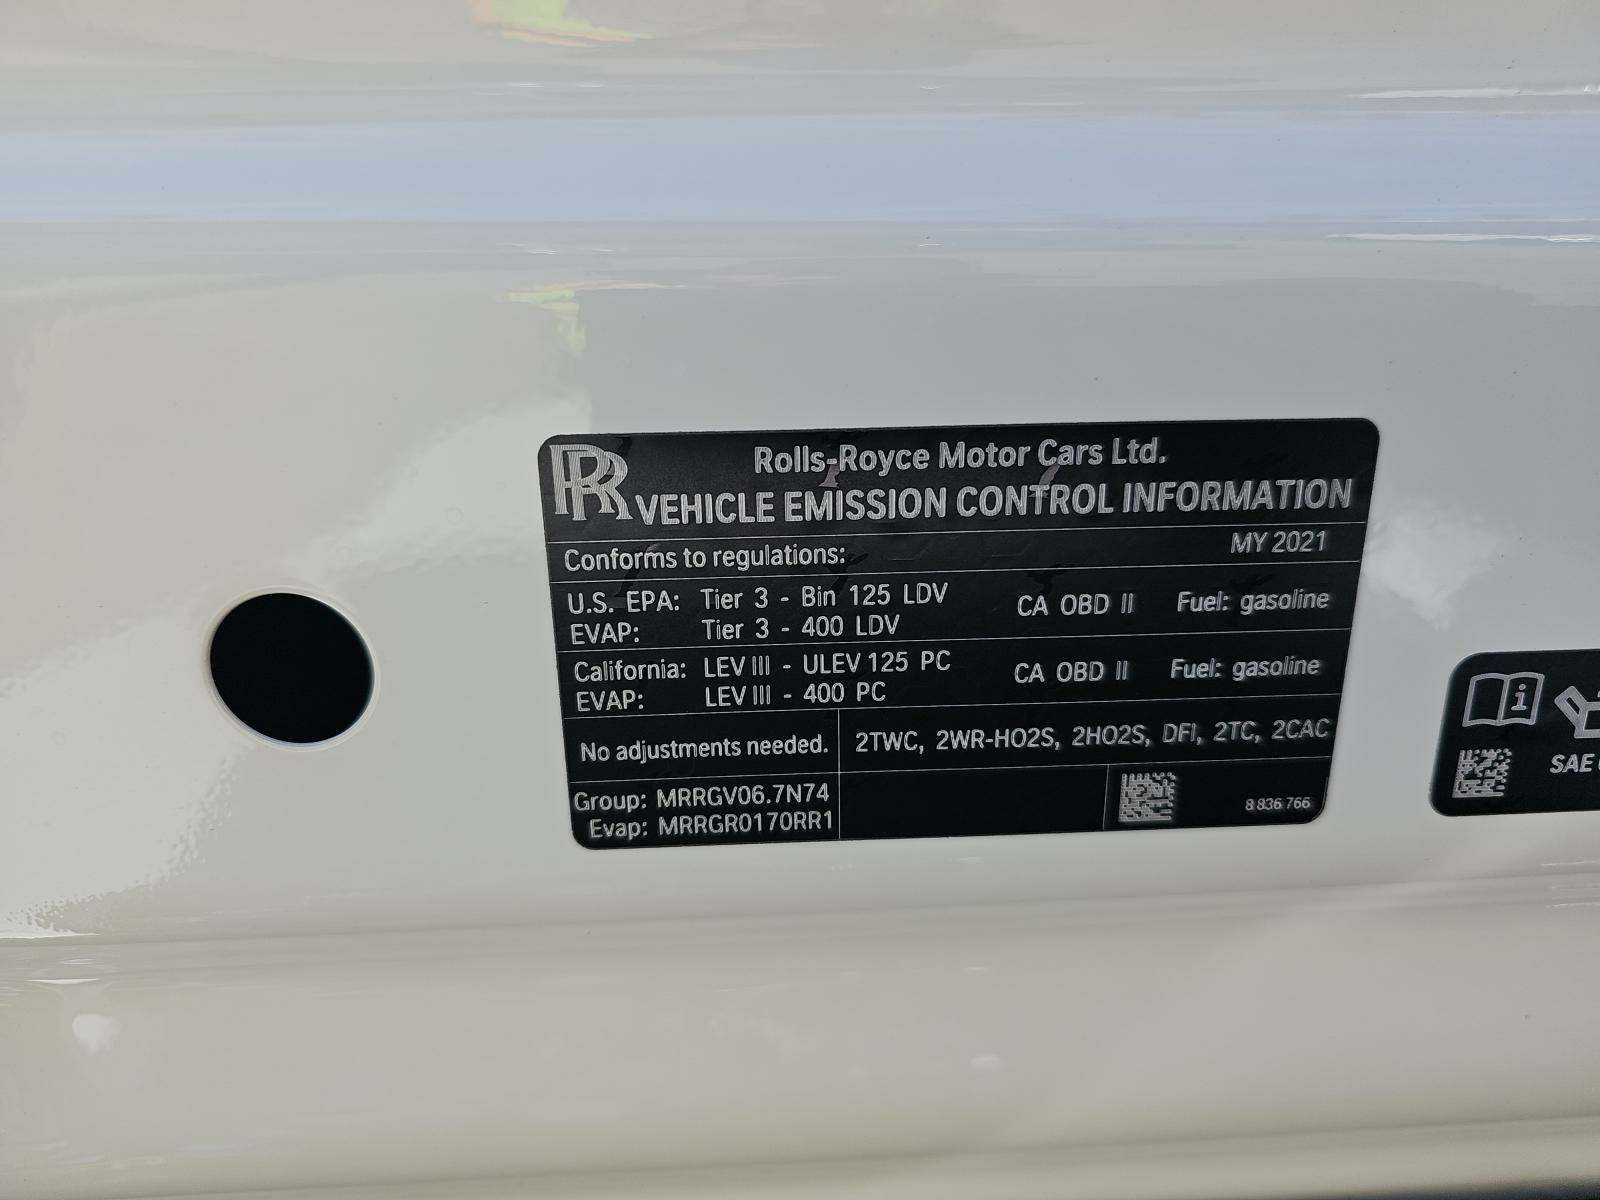 RR
Rolls-Royce Motor Cars Ltd.
VEHICLE EMISSION CONTROL INFORMATION
Conforms to regulations: MY 2021
U.S. EPA: Tier 3 - Bin 125 LDV CA OBD II Fuel: gasoline
EVAP: Tier 3 - 400 LDV
California: LEV III - ULEV 125 PC CA OBD II Fuel: gasoline
EVAP: LEV III - 400 PC
No adjustments needed. 2TWC, 2WR-HO2S, 2HO2S, DFI, 2TC, 2CAC
Group: MRRGV06.7N74
Evap: MRRGR0170RR1
8 836 766
SAE